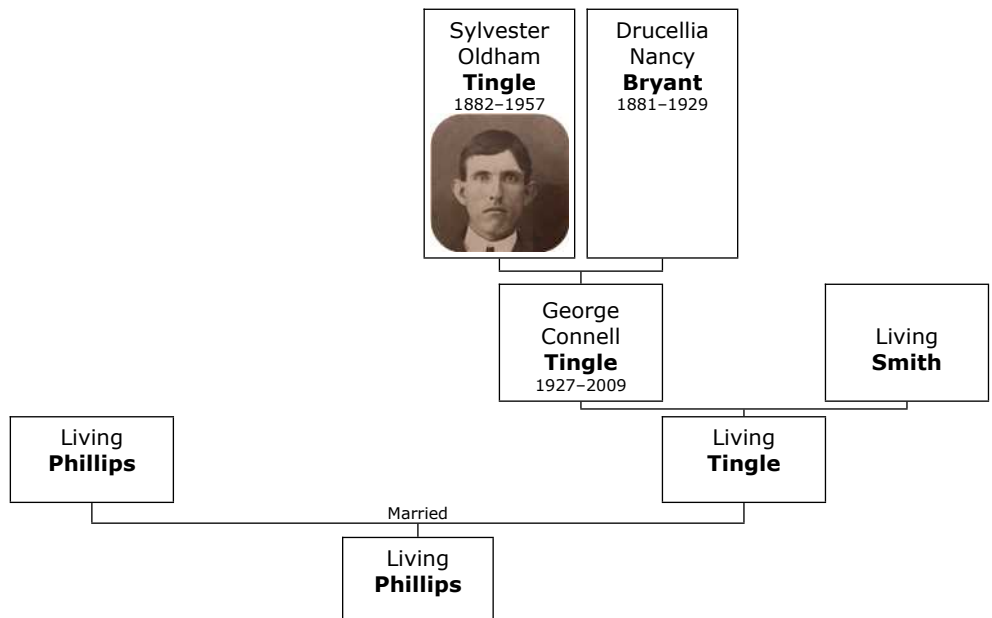 Sylvester
Oldham
Tingle
1882–1957
Drucellia
Nancy
Bryant
1881–1929
George
Connell
Tingle
1927–2009
Living
Smith
Living
Phillips
Living
Tingle
Married
Living
Phillips